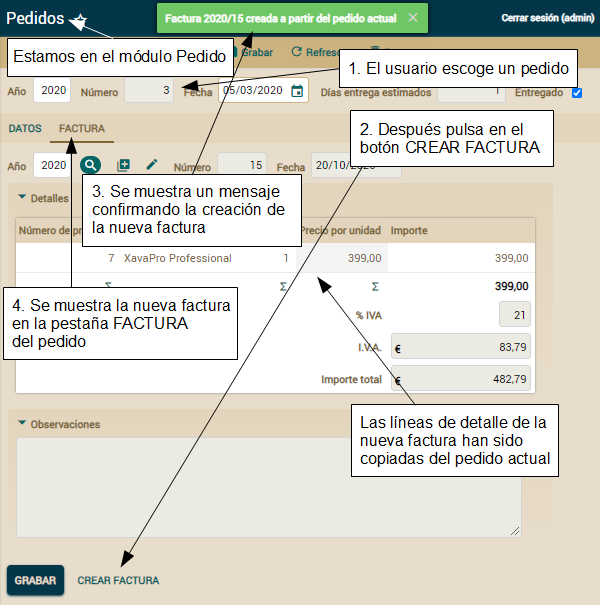 Pedidos
Factura 2020/15 creada a partir del pedido actual
Cerrar sesión (admin)
Estamos en el módulo Pedido
Grabar
1. El usuario escoge un pedido
Año 2020 Número 3 Fecha 05/03/2020 Días entrega estimados 1 Entregado
DATOS FACTURA
2. Después pulsa en el
botón CREAR FACTURA
Año 2020 Número 15 Fecha 20/10/
3. Se muestra un mensaje
confirmando la creación de
la nueva factura
Detalles
Número de Precio por unidad Importe
7 XavaPro Professional 1 399,00 399,00
Σ Σ Σ 399,00
4. Se muestra la nueva factura
en la pestaña FACTURA
del pedido
% IVA 21
I.V.A. € 83,79
Importe total € 482,79
Las líneas de detalle de la
nueva factura han sido
copiadas del pedido actual
Observaciones
GRABAR CREAR FACTURA